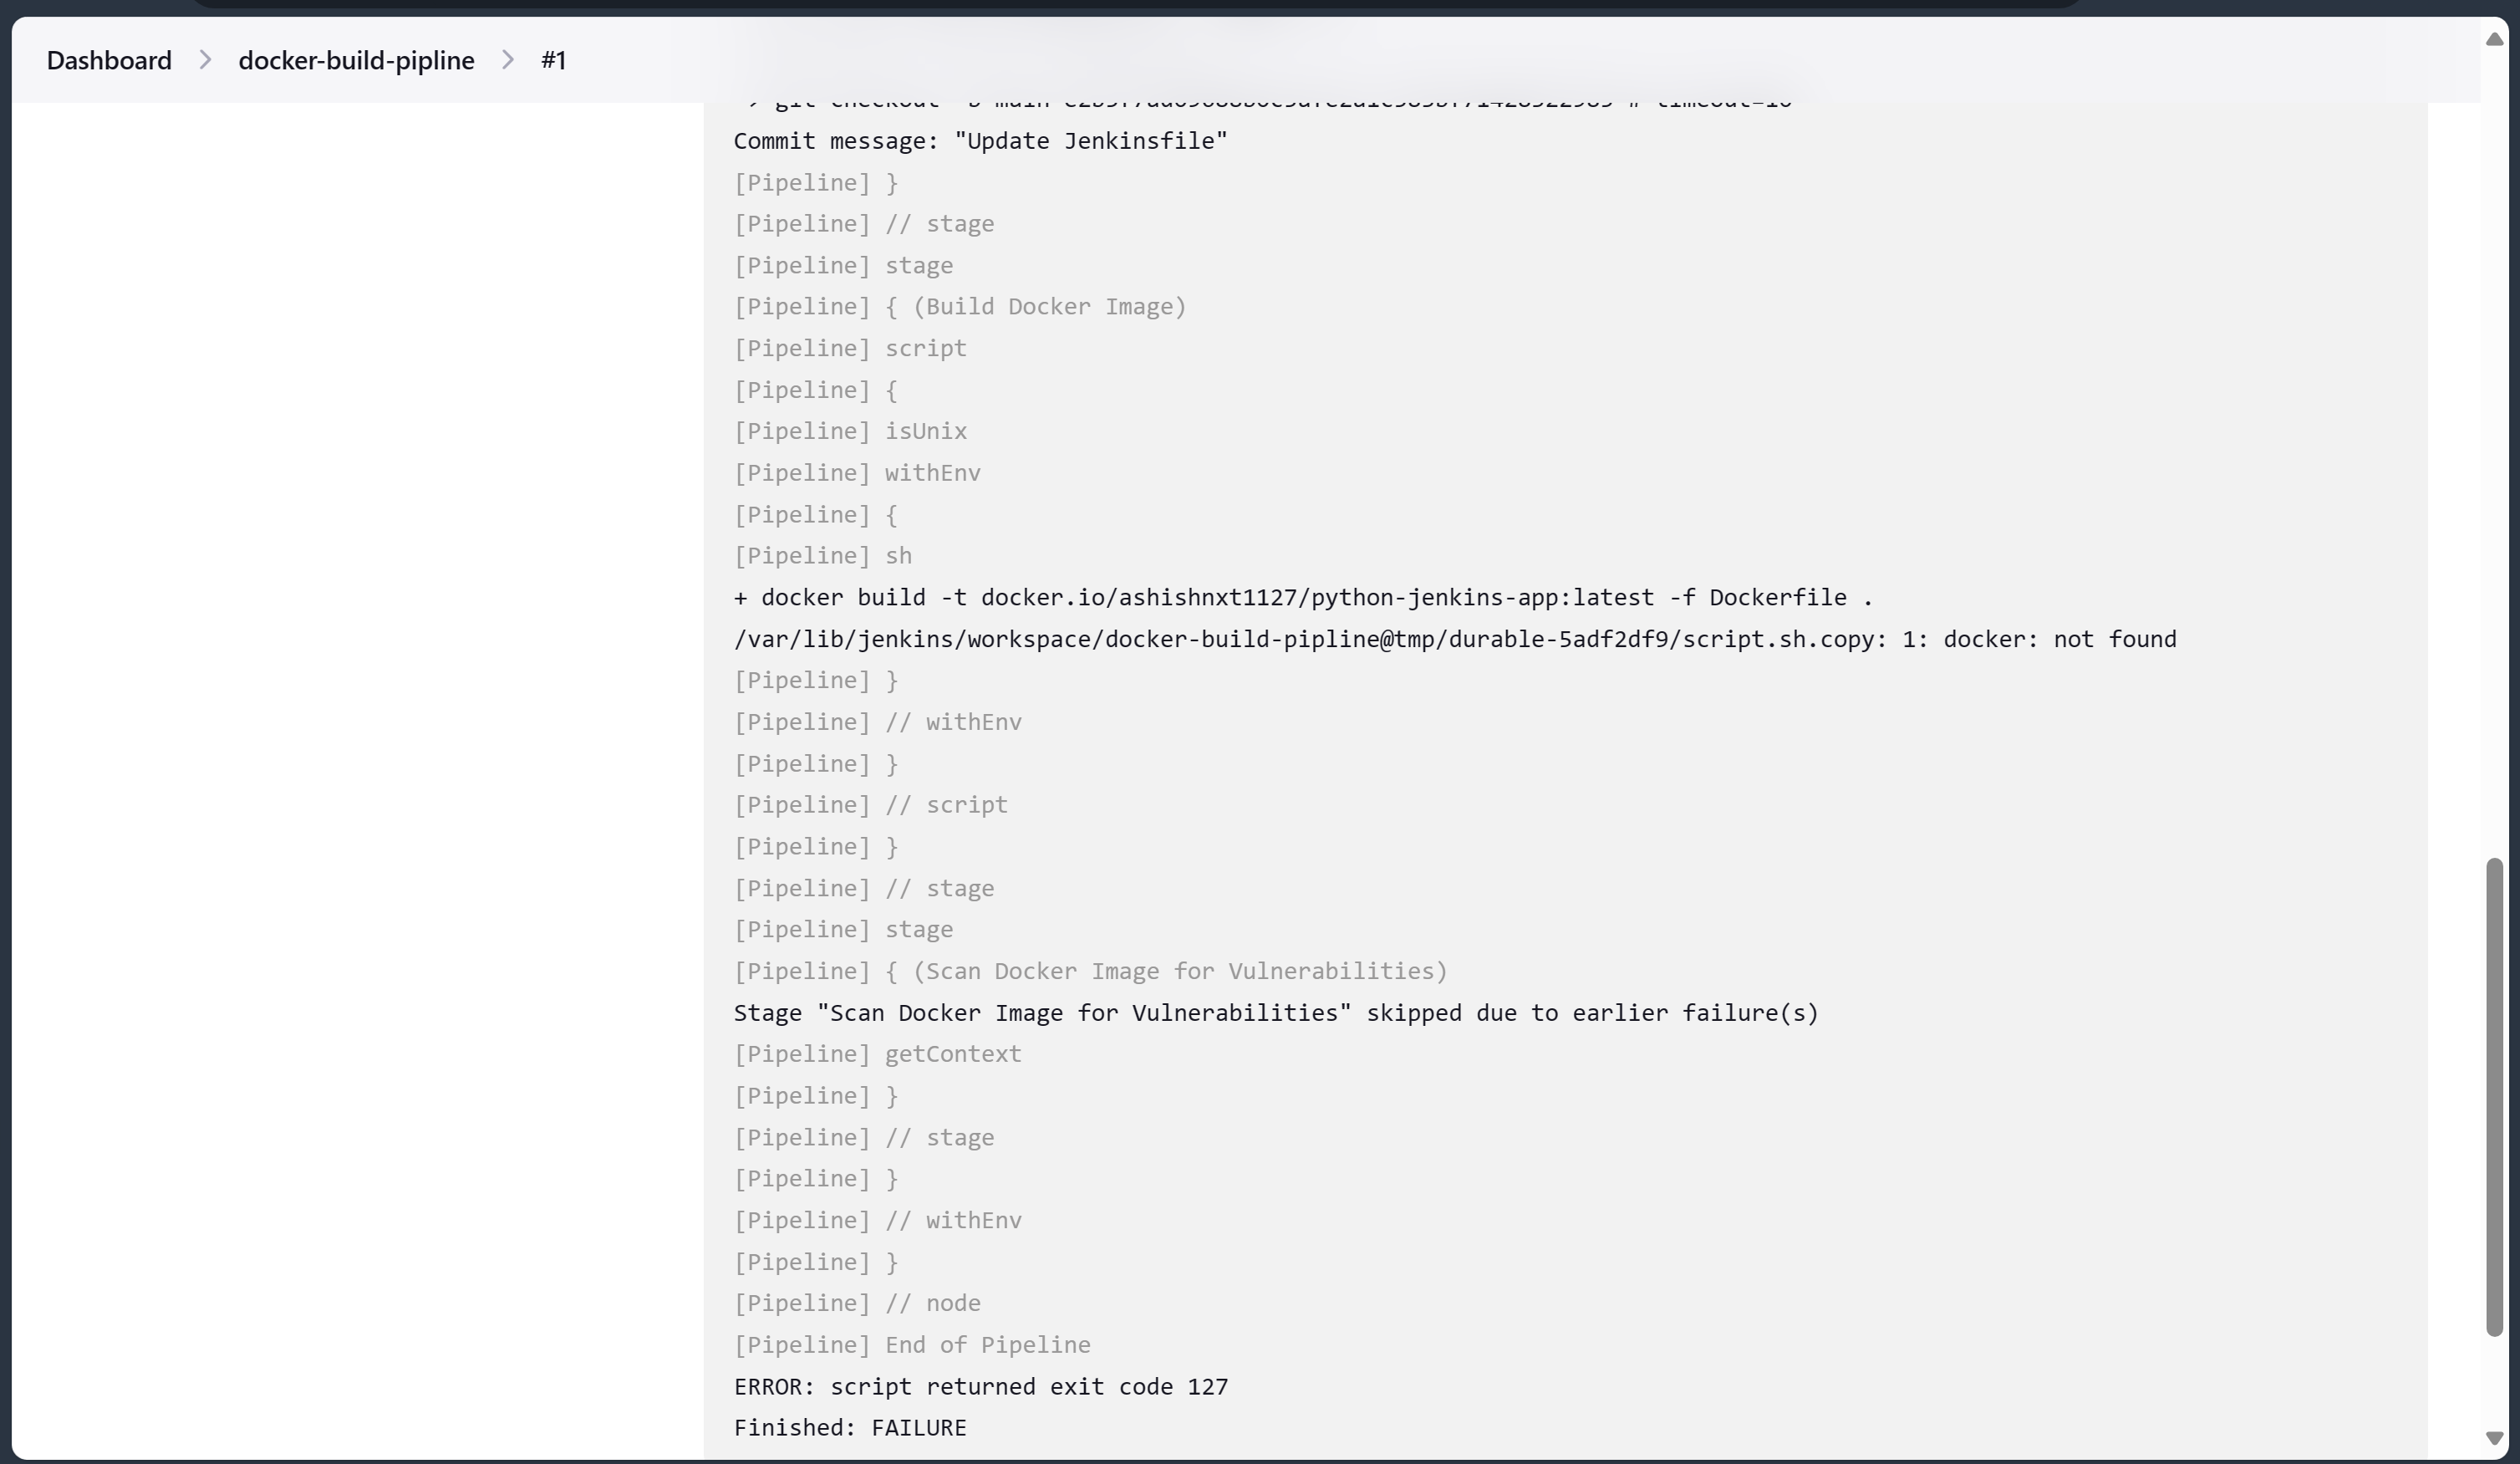 Dashboard > docker-build-pipline > #1
Commit message: "Update Jenkinsfile"
[Pipeline] }
[Pipeline] // stage
[Pipeline] stage
[Pipeline] { (Build Docker Image)
[Pipeline] script
[Pipeline] {
[Pipeline] isUnix
[Pipeline] withEnv
[Pipeline] {
[Pipeline] sh
+ docker build -t docker.io/ashishnxt1127/python-jenkins-app:latest -f Dockerfile .
/var/lib/jenkins/workspace/docker-build-pipline@tmp/durable-5adf2df9/script.sh.copy: 1: docker: not found
[Pipeline] }
[Pipeline] // withEnv
[Pipeline] }
[Pipeline] // script
[Pipeline] }
[Pipeline] // stage
[Pipeline] stage
[Pipeline] { (Scan Docker Image for Vulnerabilities)
Stage "Scan Docker Image for Vulnerabilities" skipped due to earlier failure(s)
[Pipeline] getContext
[Pipeline] }
[Pipeline] // stage
[Pipeline] }
[Pipeline] // withEnv
[Pipeline] }
[Pipeline] // node
[Pipeline] End of Pipeline
ERROR: script returned exit code 127
Finished: FAILURE